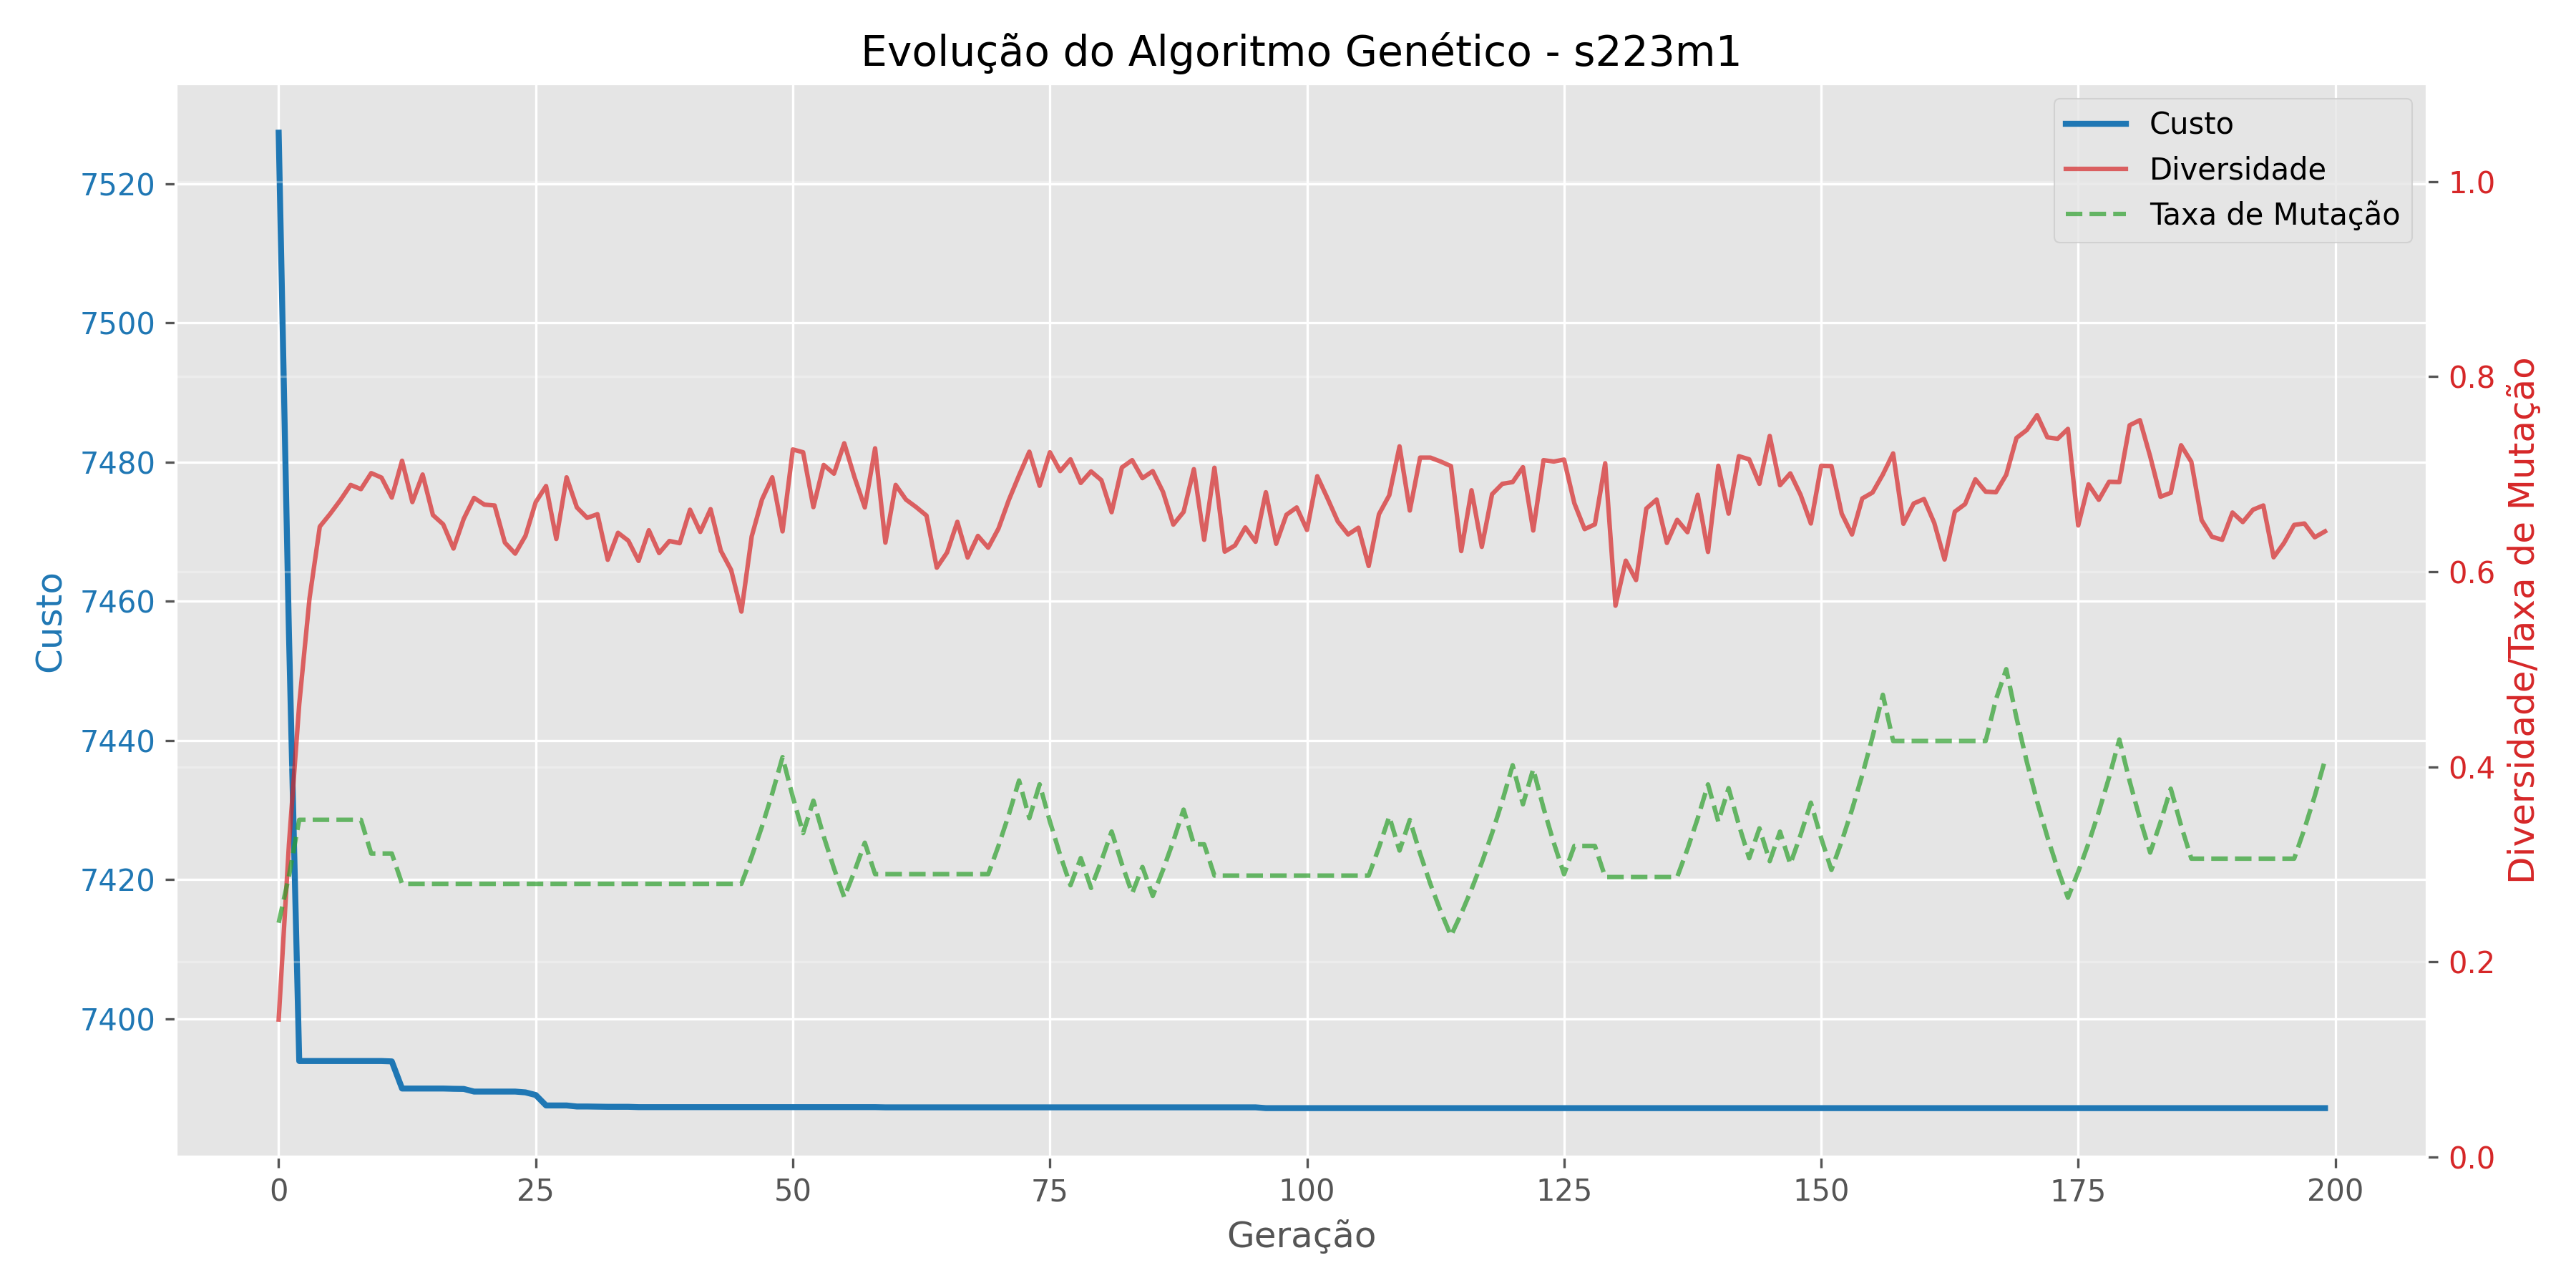 Evolução do Algoritmo Genético - s223m1
Custo
Diversidade
Taxa de Mutação
7520
7500
7480
7460
7440
7420
7400
Custo
1.0
0.8
0.6
0.4
0.2
0.0
Diversidade/Taxa de Mutação
0 25 50 75 100 125 150 175 200
Geração